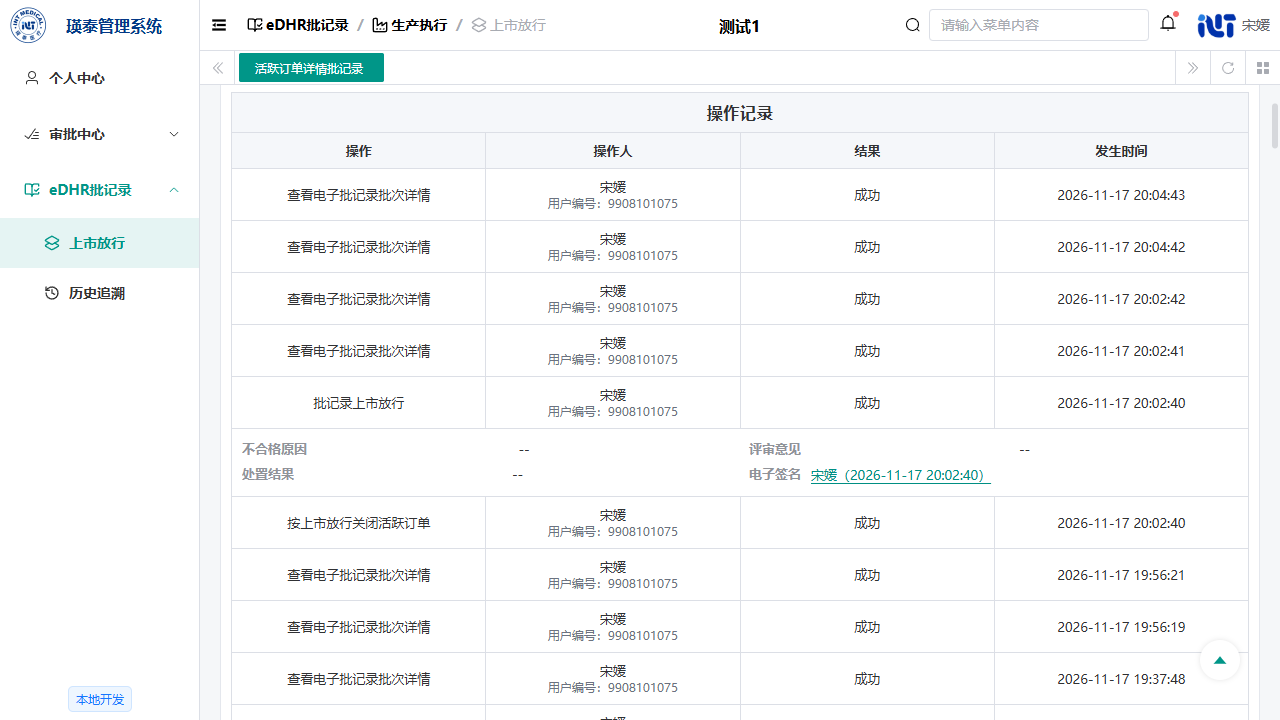 瑛泰管理系统
eDHR批记录 / 生产执行 / 上市放行
测试1
请输入菜单内容
宋媛
活跃订单详情批记录
个人中心
审批中心
eDHR批记录
上市放行
历史追溯
本地开发
操作记录
操作 操作人 结果 发生时间
查看电子批记录批次详情 宋媛 用户编号：9908101075 成功 2026-11-17 20:04:43
查看电子批记录批次详情 宋媛 用户编号：9908101075 成功 2026-11-17 20:04:42
查看电子批记录批次详情 宋媛 用户编号：9908101075 成功 2026-11-17 20:02:42
查看电子批记录批次详情 宋媛 用户编号：9908101075 成功 2026-11-17 20:02:41
批记录上市放行 宋媛 用户编号：9908101075 成功 2026-11-17 20:02:40
不合格原因 -- 评审意见 --
处置结果 -- 电子签名 宋媛（2026-11-17 20:02:40）
按上市放行关闭活跃订单 宋媛 用户编号：9908101075 成功 2026-11-17 20:02:40
查看电子批记录批次详情 宋媛 用户编号：9908101075 成功 2026-11-17 19:56:21
查看电子批记录批次详情 宋媛 用户编号：9908101075 成功 2026-11-17 19:56:19
查看电子批记录批次详情 宋媛 用户编号：9908101075 成功 2026-11-17 19:37:48